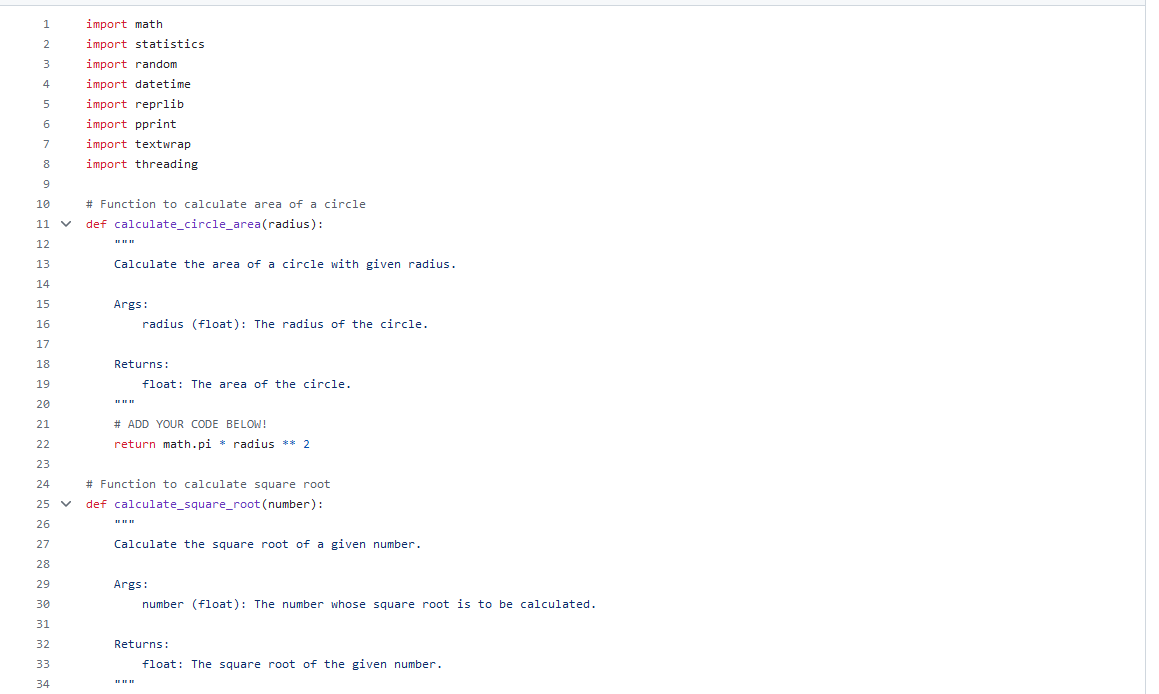 1 import math
2 import statistics
3 import random
4 import datetime
5 import reprlib
6 import pprint
7 import textwrap
8 import threading
9
10 # Function to calculate area of a circle
11 def calculate_circle_area(radius):
12     """
13     Calculate the area of a circle with given radius.
14
15     Args:
16         radius (float): The radius of the circle.
17
18     Returns:
19         float: The area of the circle.
20     """
21     # ADD YOUR CODE BELOW!
22     return math.pi * radius ** 2
23
24 # Function to calculate square root
25 def calculate_square_root(number):
26     """
27     Calculate the square root of a given number.
28
29     Args:
30         number (float): The number whose square root is to be calculated.
31
32     Returns:
33         float: The square root of the given number.
34     """